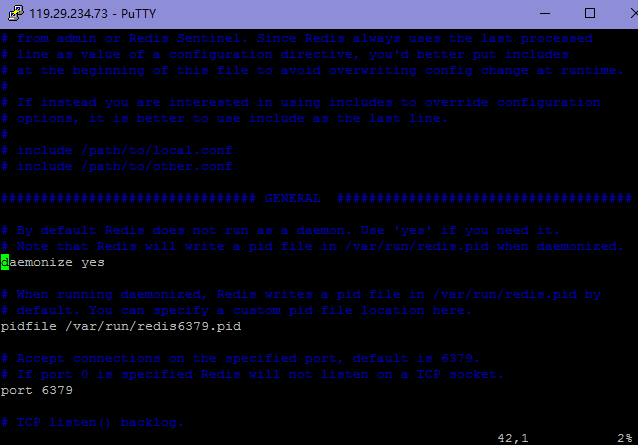 119.29.234.73 - PuTTY
# from admin or Redis Sentinel. Since Redis always uses the last processed
# line as value of a configuration directive, you'd better put includes
# at the beginning of this file to avoid overwriting config change at runtime.
#
# If instead you are interested in using includes to override configuration
# options, it is better to use include as the last line.
#
# include /path/to/local.conf
# include /path/to/other.conf
################################ GENERAL  #####################################
# By default Redis does not run as a daemon. Use 'yes' if you need it.
# Note that Redis will write a pid file in /var/run/redis.pid when daemonized.
daemonize yes
# When running daemonized, Redis writes a pid file in /var/run/redis.pid by
# default. You can specify a custom pid file location here.
pidfile /var/run/redis6379.pid
# Accept connections on the specified port, default is 6379.
# If port 0 is specified Redis will not listen on a TCP socket.
port 6379
# TCP listen() backlog.
42,1 2%